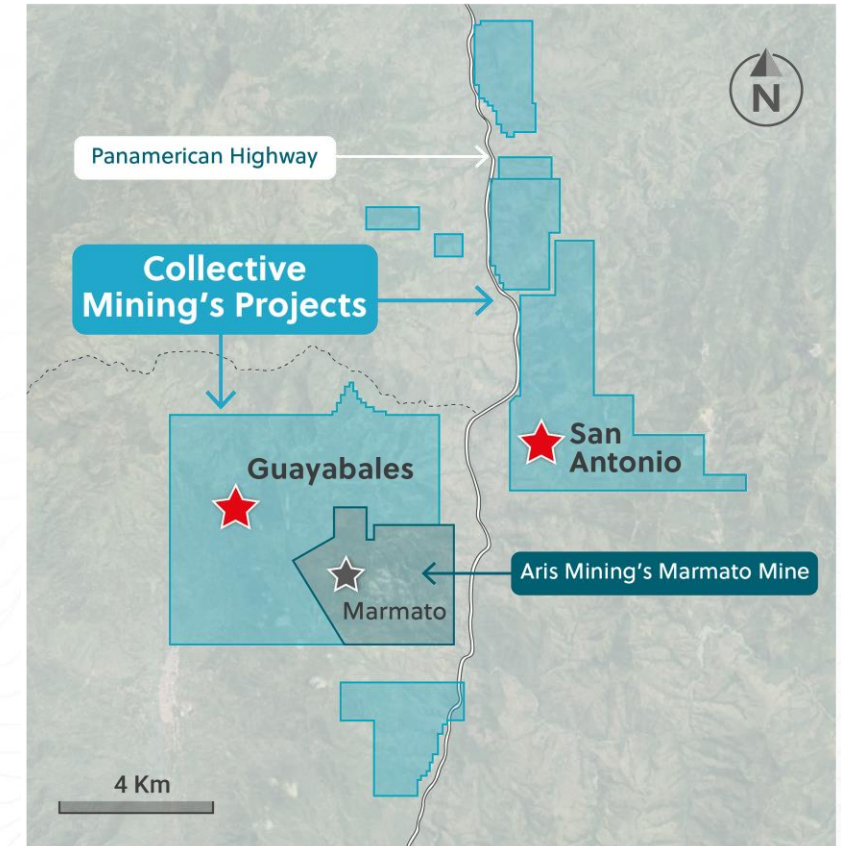 N
Panamerican Highway
Collective
Mining's Projects
San
Antonio
Guayabales
Aris Mining's Marmato Mine
Marmato
4 Km